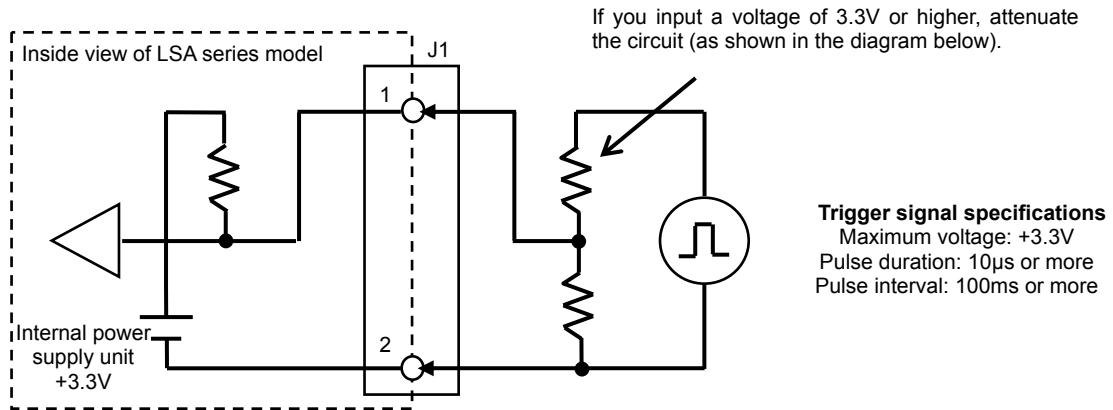 If you input a voltage of 3.3V or higher, attenuate
the circuit (as shown in the diagram below).
Inside view of LSA series model
J1
1
Trigger signal specifications
Maximum voltage: +3.3V
Pulse duration: 10µs or more
Pulse interval: 100ms or more
Internal power
supply unit
+3.3V
2